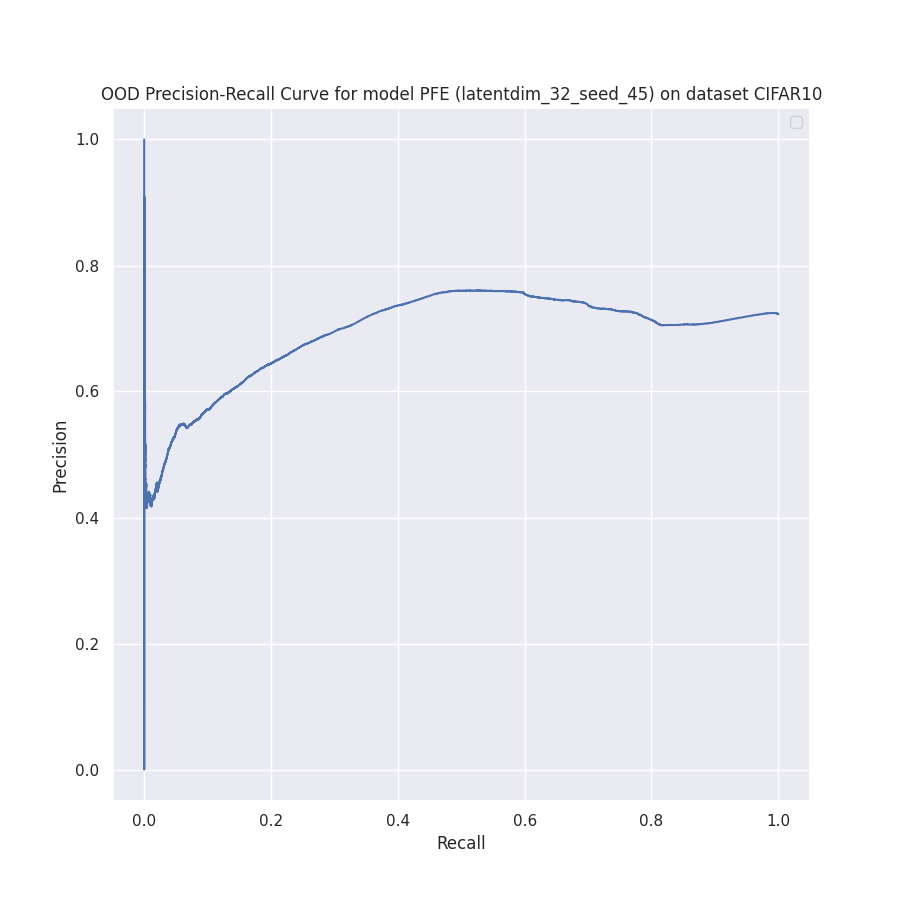 OOD Precision-Recall Curve for model PFE (latentdim_32_seed_45) on dataset CIFAR10
1.0
0.8
0.6
0.4
0.2
0.0
Precision
0.0 0.2 0.4 0.6 0.8 1.0
Recall